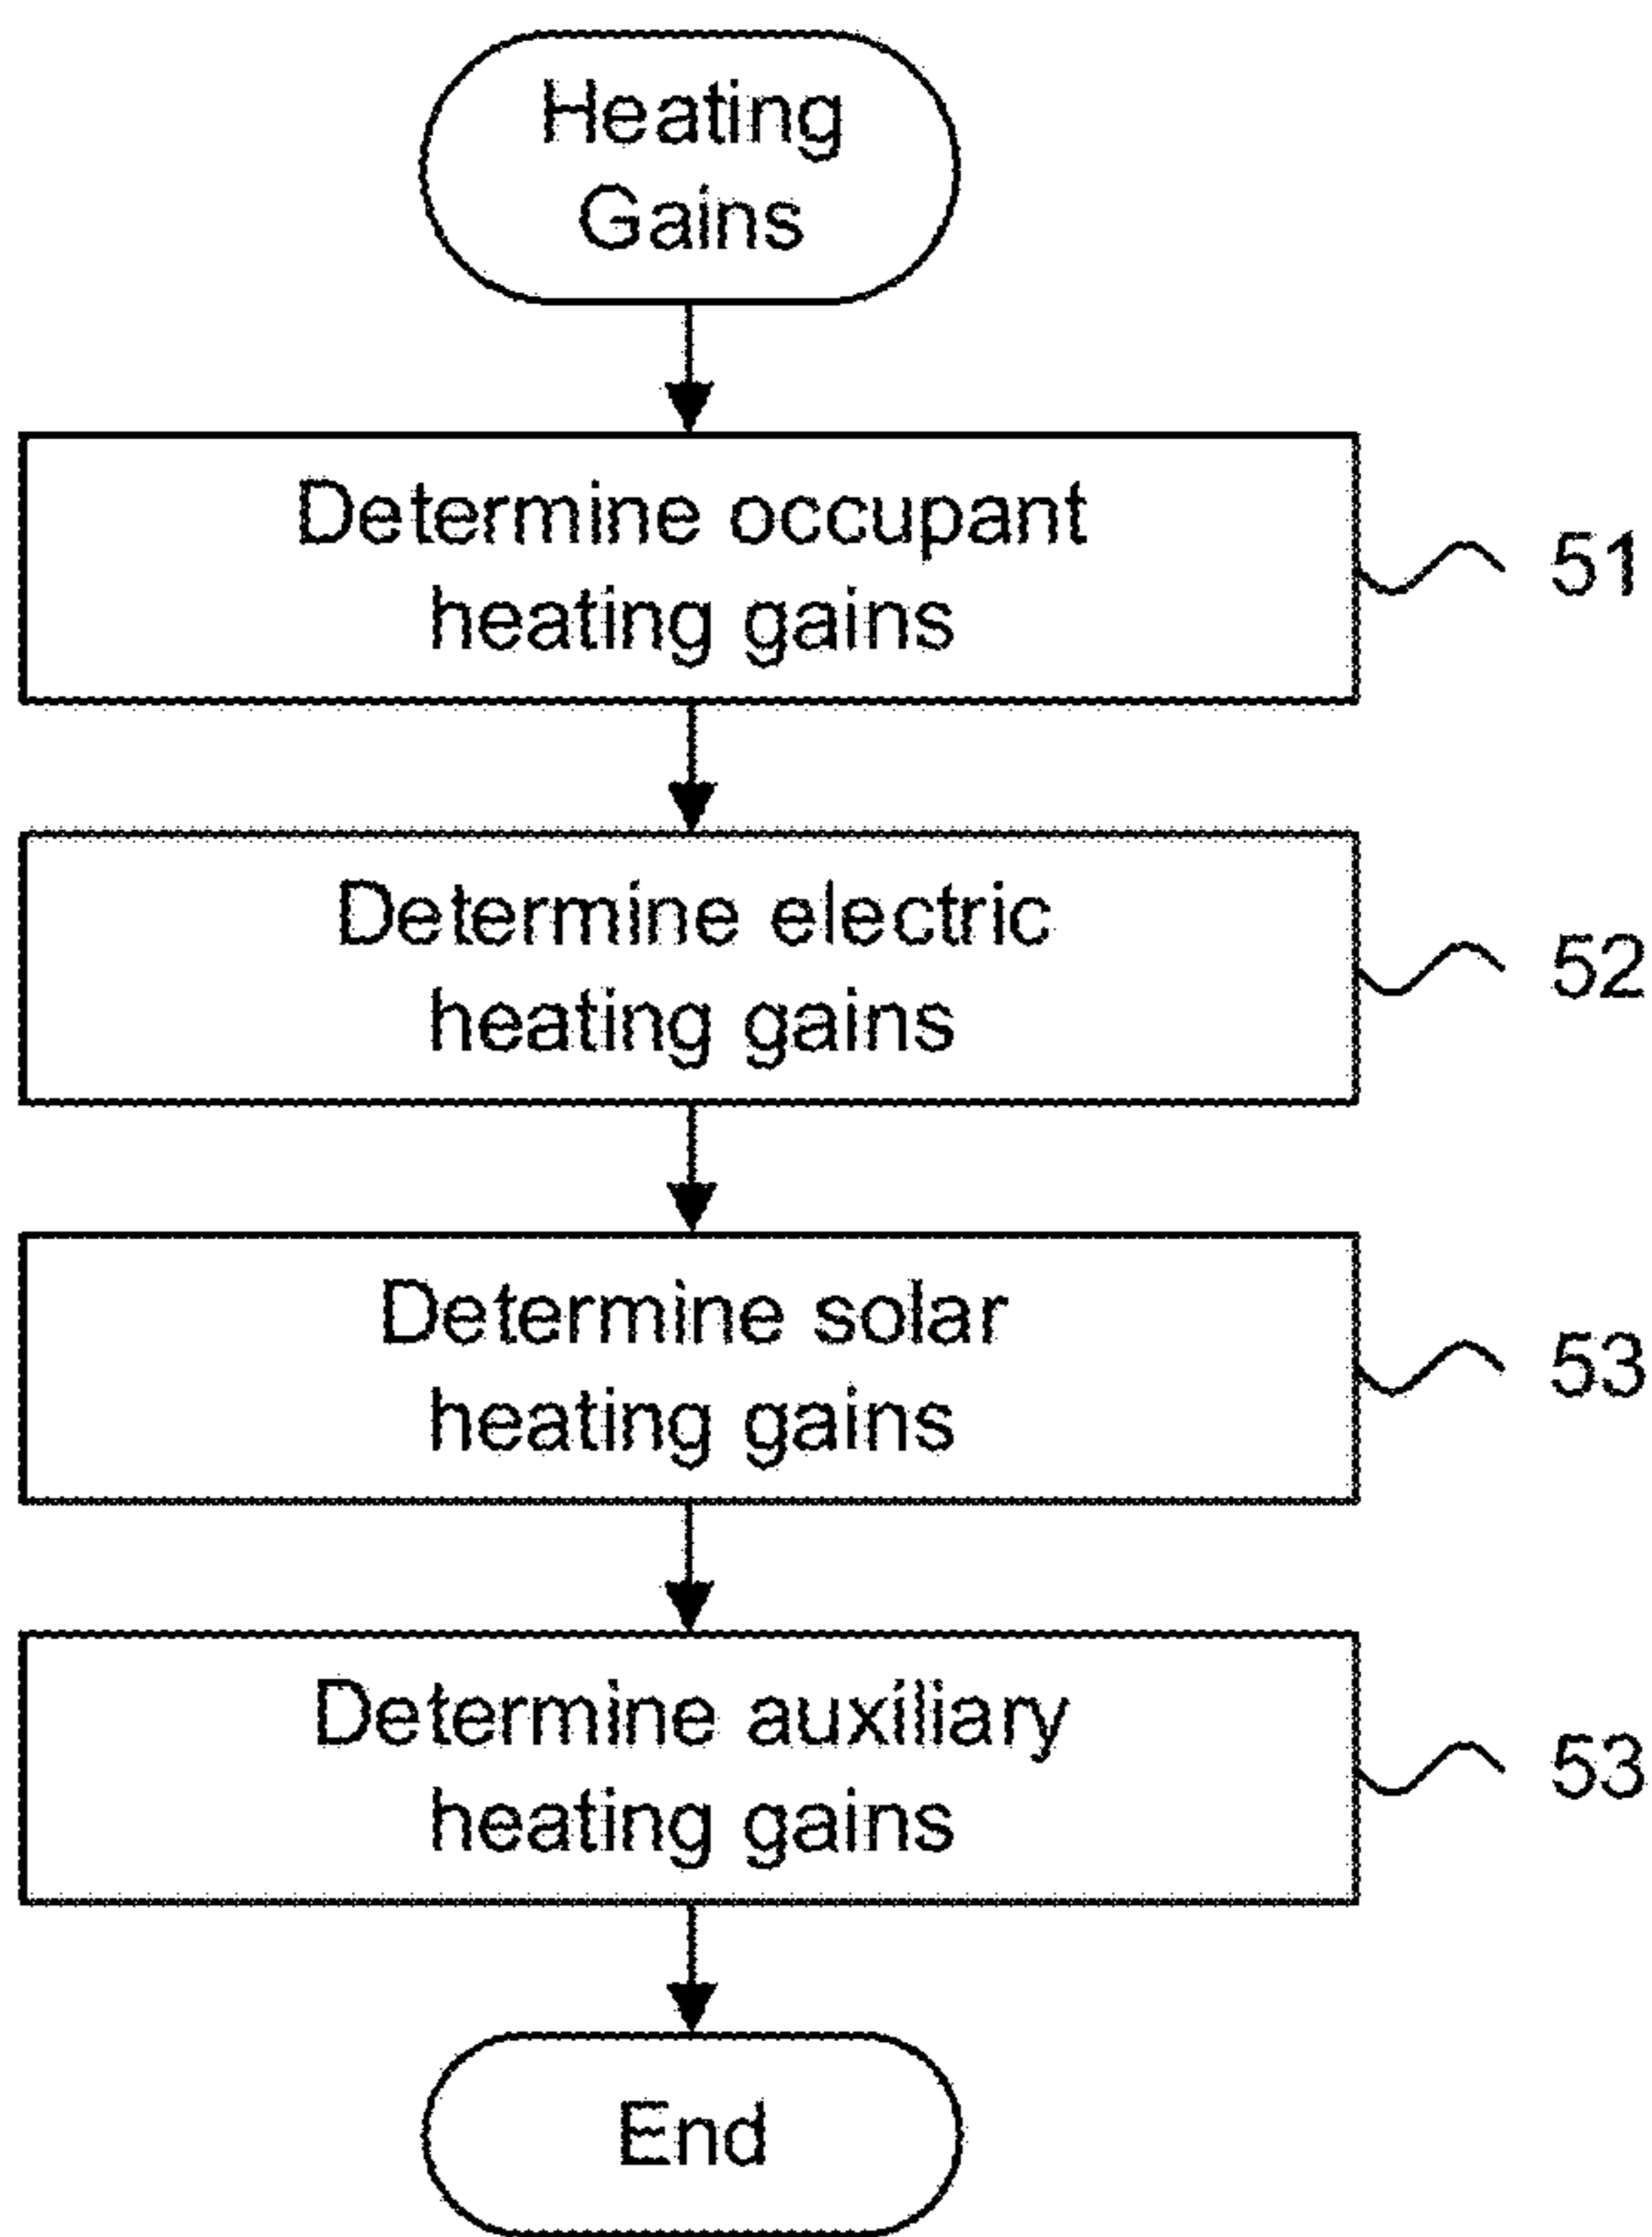 Heating
Gains
Determine occupant
heating gains
51
Determine electric
heating gains
52
Determine solar
heating gains
53
Determine auxiliary
heating gains
53
End